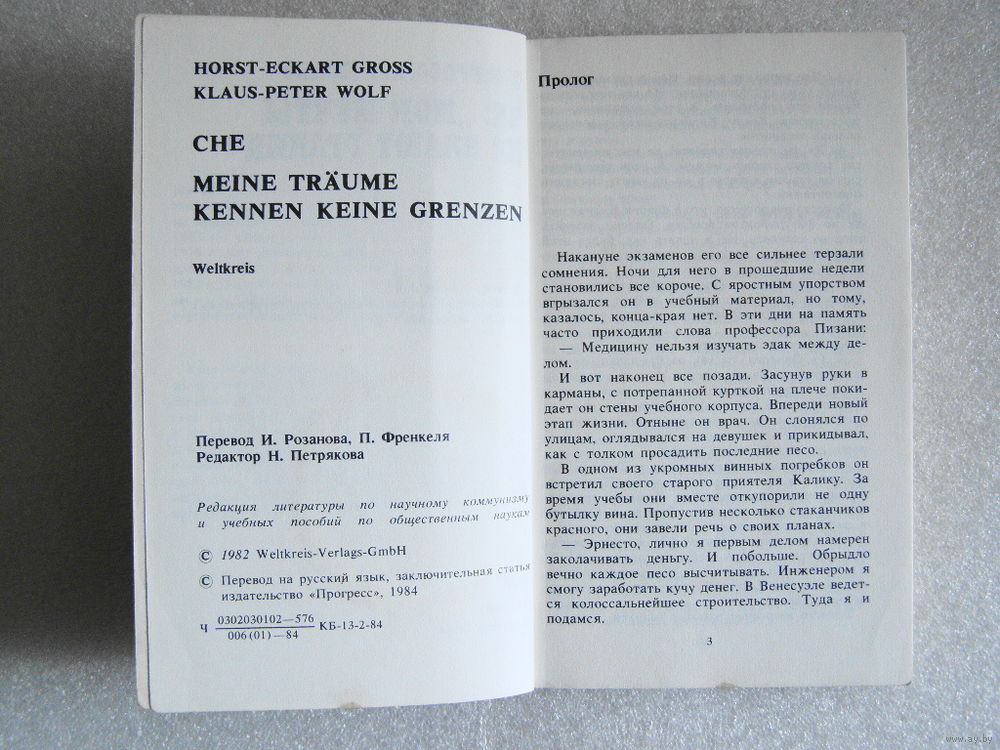 HORST-ECKART GROSS
KLAUS-PETER WOLF
CHE
MEINE TRÄUME
KENNEN KEINE GRENZEN
Weltkreis
Перевод И. Розанова, П. Френкеля
Редактор Н. Петрякова
Редакция литературы по научному коммунизму
и учебных пособий по общественным наукам
© 1982 Weltkreis-Verlags-GmbH
© Перевод на русский язык, заключительная статья
издательство «Прогресс», 1984
Ч 0302030102—576
006(01)—84 КБ-13-2-84
Пролог
Накануне экзаменов его все сильнее терзали
сомнения. Ночи для него в прошедшие недели
становились все короче. С яростным упорством
вгрызался он в учебный материал, но тому,
казалось, конца-края нет. В эти дни на память
часто приходили слова профессора Пизани:
— Медицину нельзя изучать эдак между де-
лом.
И вот наконец все позади. Засунув руки в
карманы, с потрепанной курткой на плече поки-
дает он стены учебного корпуса. Впереди новый
этап жизни. Отныне он врач. Он слонялся по
улицам, оглядывался на девушек и прикидывал,
как с толком просадить последние песо.
В одном из укромных винных погребков он
встретил своего старого приятеля Калику. За
время учебы они вместе откупорили не одну
бутылку вина. Пропустив несколько стаканчиков
красного, они завели речь о своих планах.
— Эрнесто, лично я первым делом намерен
заколачивать деньгу. И побольше. Обрыдло
вечно каждое песо высчитывать. Инженером я
смогу заработать кучу денег. В Венесуэле ведет-
ся колоссальнейшее строительство. Туда я и
подамся.
3
www.ay.by